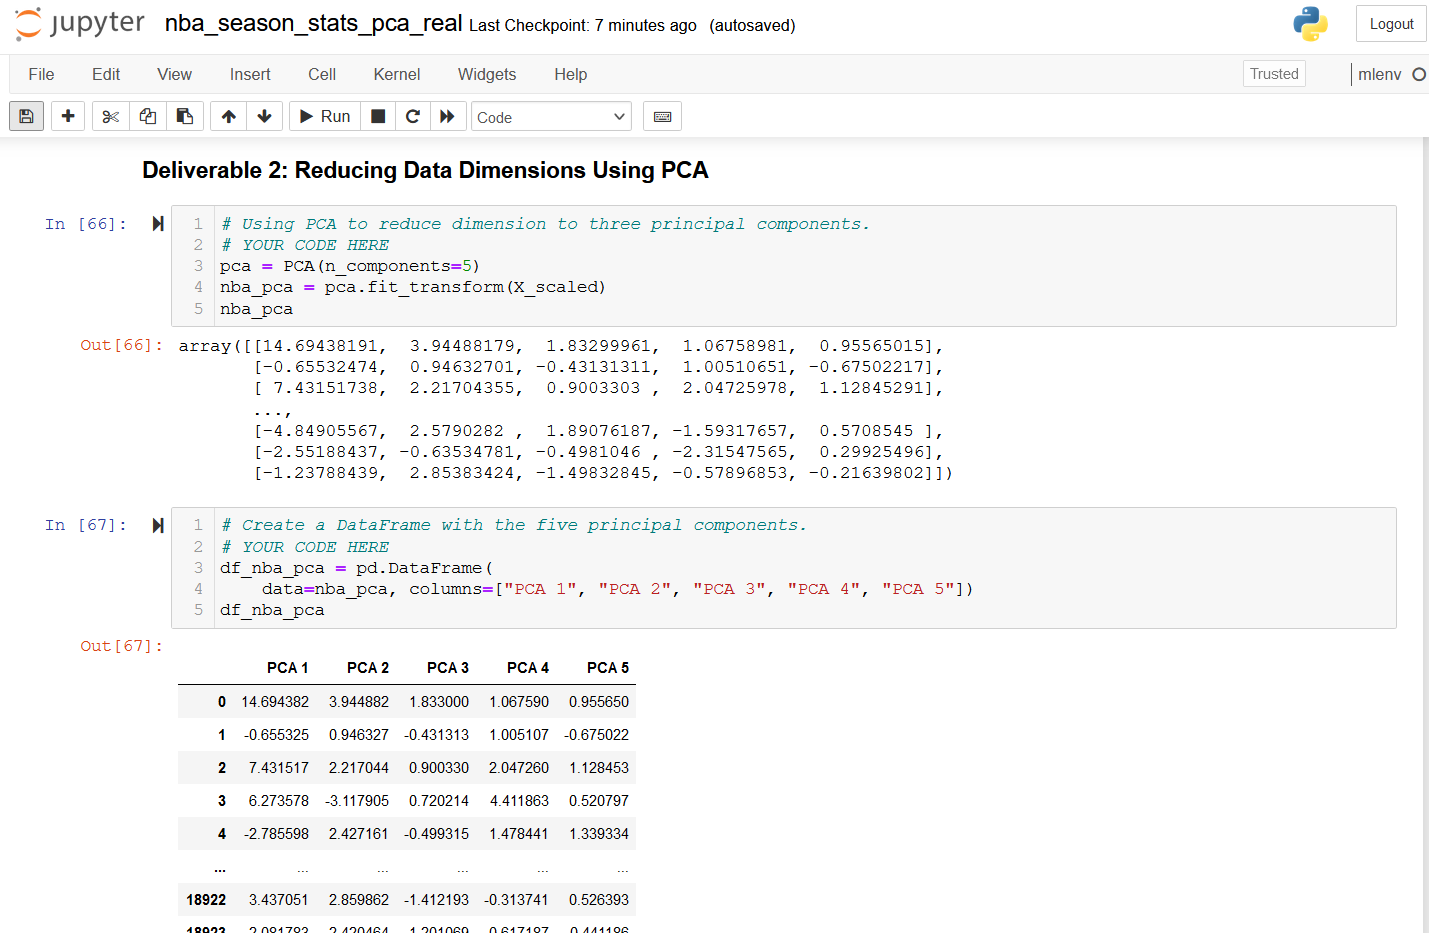 jupyter nba_season_stats_pca_real Last Checkpoint: 7 minutes ago (autosaved) Logout
File Edit View Insert Cell Kernel Widgets Help Trusted mlenv
Run Code
Deliverable 2: Reducing Data Dimensions Using PCA
In [66]: 1 # Using PCA to reduce dimension to three principal components.
2 # YOUR CODE HERE
3 pca = PCA(n_components=5)
4 nba_pca = pca.fit_transform(X_scaled)
5 nba_pca
Out[66]: array([[14.69438191,  3.94488179,  1.83299961,  1.06758981,  0.95565015],
[-0.65532474,  0.94632701, -0.43131311,  1.00510651, -0.67502217],
[ 7.43151738,  2.21704355,  0.9003303 ,  2.04725978,  1.12845291],
...,
[-4.84905567,  2.5790282 ,  1.89076187, -1.59317657,  0.5708545 ],
[-2.55188437, -0.63534781, -0.4981046 , -2.31547565,  0.29925496],
[-1.23788439,  2.85383424, -1.49832845, -0.57896853, -0.21639802]])
In [67]: 1 # Create a DataFrame with the five principal components.
2 # YOUR CODE HERE
3 df_nba_pca = pd.DataFrame(
4     data=nba_pca, columns=["PCA 1", "PCA 2", "PCA 3", "PCA 4", "PCA 5"])
5 df_nba_pca
Out[67]:
PCA 1 PCA 2 PCA 3 PCA 4 PCA 5
0 14.694382 3.944882 1.833000 1.067590 0.955650
1 -0.655325 0.946327 -0.431313 1.005107 -0.675022
2 7.431517 2.217044 0.900330 2.047260 1.128453
3 6.273578 -3.117905 0.720214 4.411863 0.520797
4 -2.785598 2.427161 -0.499315 1.478441 1.339334
... ... ... ... ... ...
18922 3.437051 2.859862 -1.412193 -0.313741 0.526393
18923